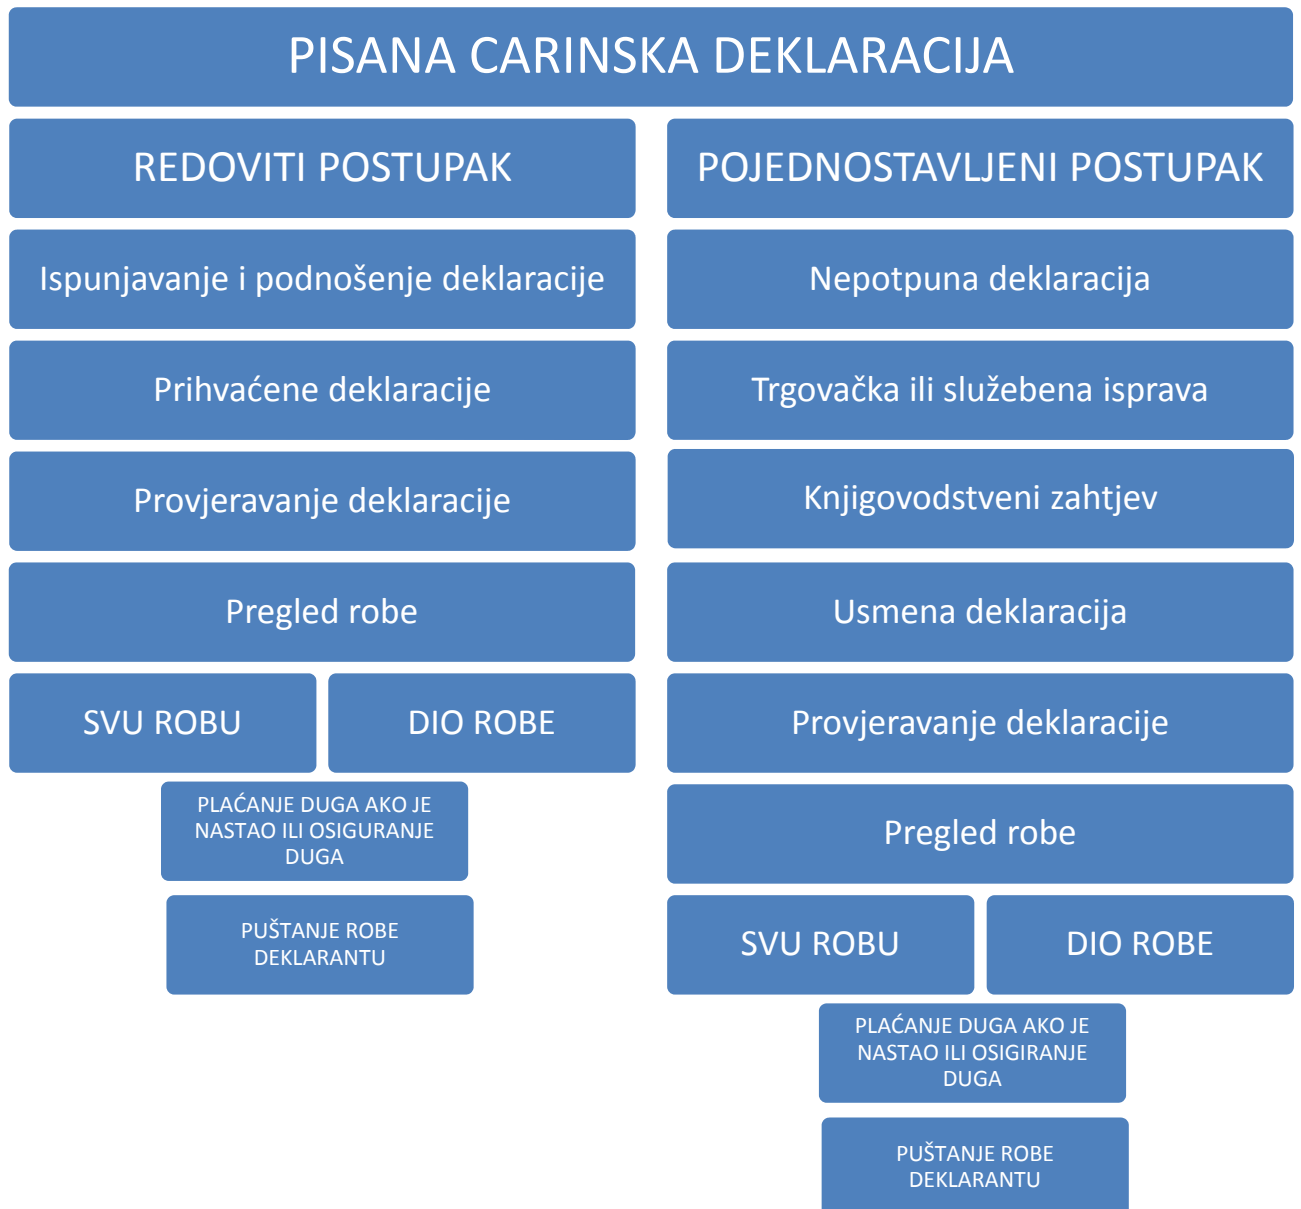 PISANA CARINSKA DEKLARACIJA
REDOVITI POSTUPAK
Ispunjavanje i podnošenje deklaracije
Prihvaćene deklaracije
Provjeravanje deklaracije
Pregled robe
SVU ROBU
DIO ROBE
PLAĆANJE DUGA AKO JE
NASTAO ILI OSIGURANJE
DUGA
PUŠTANJE ROBE
DEKLARANTU
POJEDNOSTAVLJENI POSTUPAK
Nepotpuna deklaracija
Trgovačka ili službena isprava
Knjigovodstveni zahtjev
Usmena deklaracija
Provjeravanje deklaracije
Pregled robe
SVU ROBU
DIO ROBE
PLAĆANJE DUGA AKO JE
NASTAO ILI OSIGIRANJE
DUGA
PUŠTANJE ROBE
DEKLARANTU